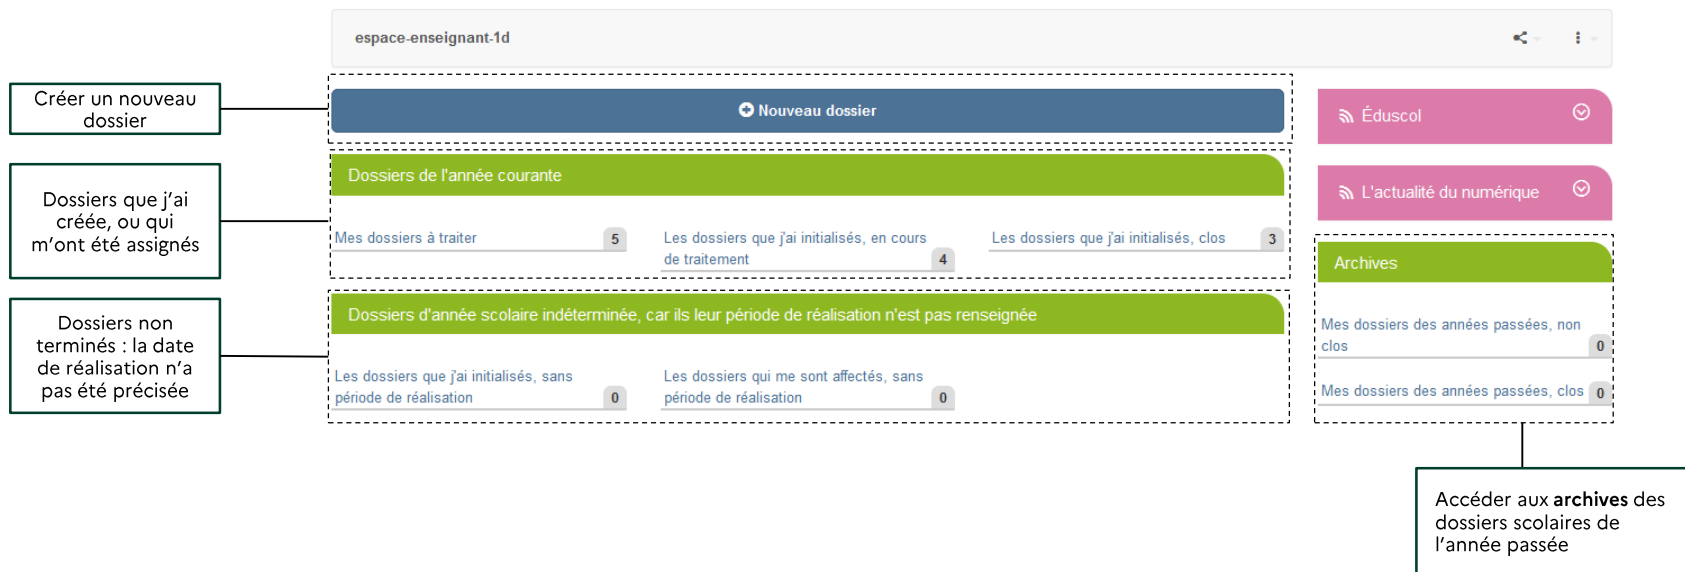 espace-enseignant-1d
Créer un nouveau
dossier
Nouveau dossier
Éduscol
Dossiers que j'ai
créée, ou qui
m'ont été assignés
Dossiers de l'année courante
Mes dossiers à traiter
5
Les dossiers que j'ai initialisés, en cours
de traitement
4
Les dossiers que j'ai initialisés, clos
3
L'actualité du numérique
Dossiers non
terminés : la date
de réalisation n'a
pas été précisée
Dossiers d'année scolaire indéterminée, car ils leur période de réalisation n'est pas renseignée
Les dossiers que j'ai initialisés, sans
période de réalisation
0
Les dossiers qui me sont affectés, sans
période de réalisation
0
Archives
Mes dossiers des années passées, non
clos
0
Mes dossiers des années passées, clos
0
Accéder aux archives des
dossiers scolaires de
l'année passée